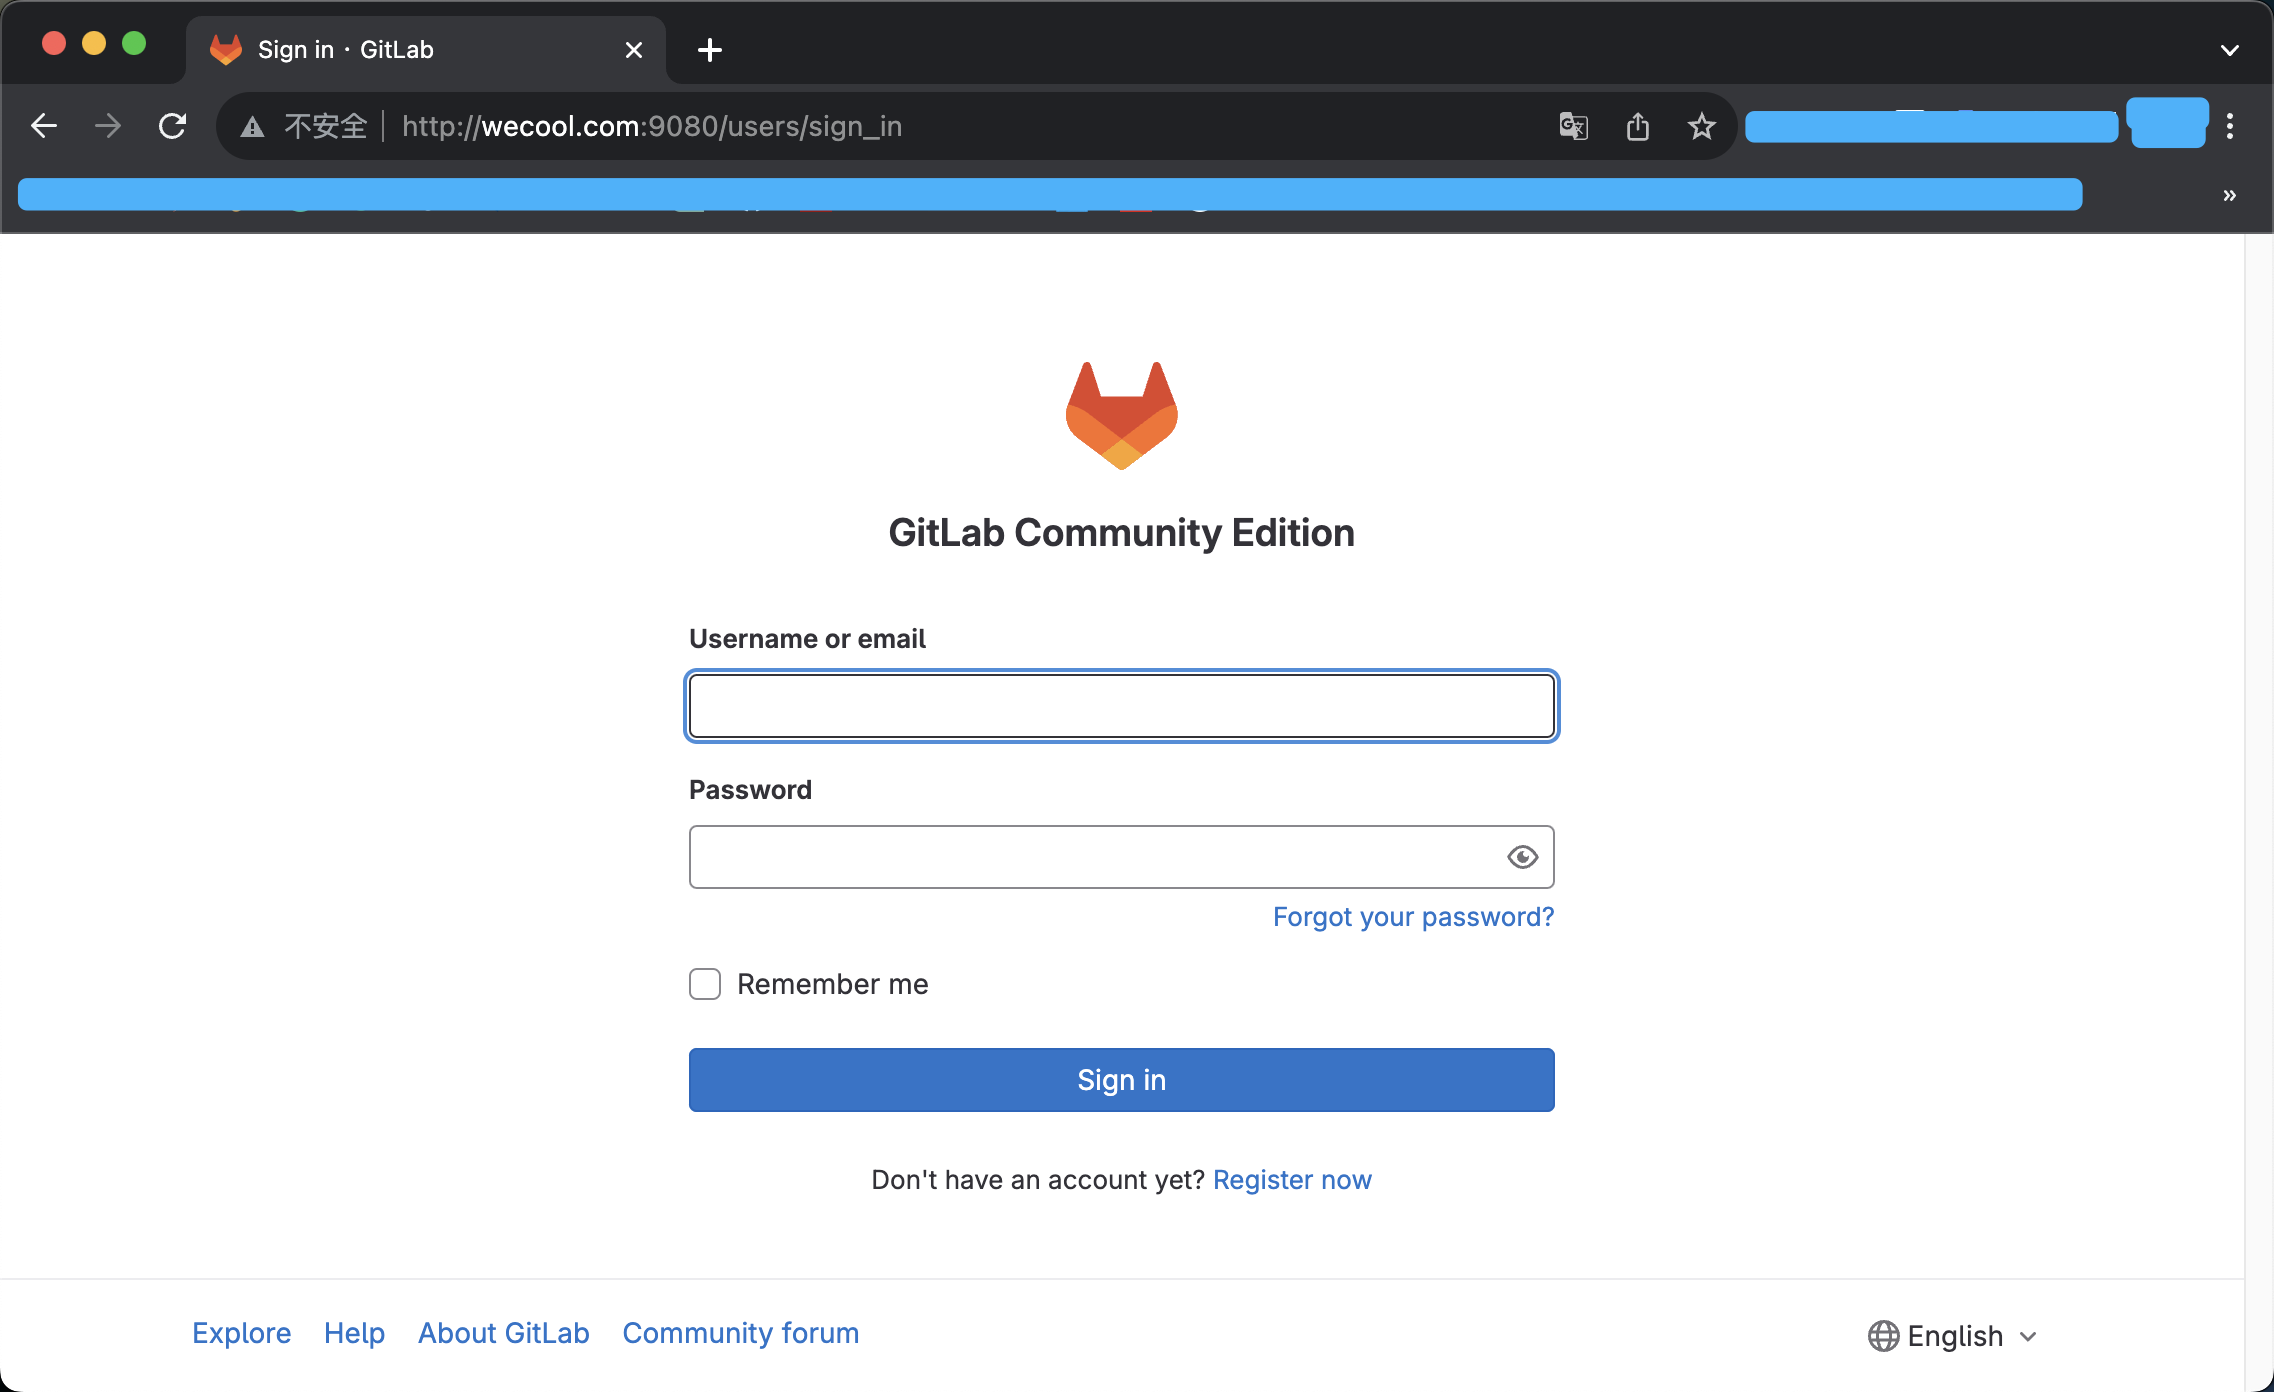 Sign in · GitLab
不安全 http://wecool.com:9080/users/sign_in
GitLab Community Edition
Username or email
Password
Forgot your password?
Remember me
Sign in
Don't have an account yet? Register now
Explore Help About GitLab Community forum English